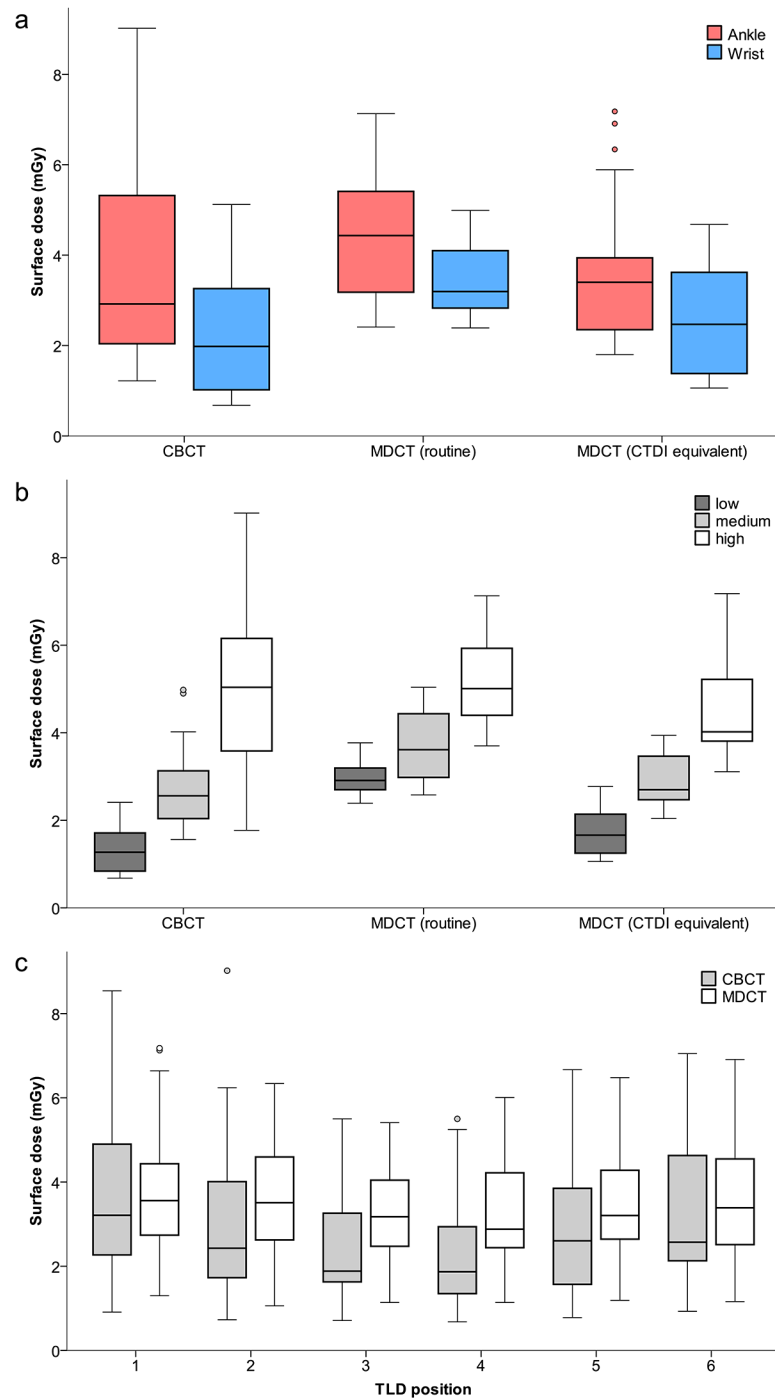 a
Ankle
Wrist
Surface dose (mGy)
8
6
4
2
0
CBCT MDCT (routine) MDCT (CTDI equivalent)
b
low
medium
high
Surface dose (mGy)
8
6
4
2
0
CBCT MDCT (routine) MDCT (CTDI equivalent)
c
CBCT
MDCT
Surface dose (mGy)
8
6
4
2
0
1 2 3 4 5 6
TLD position